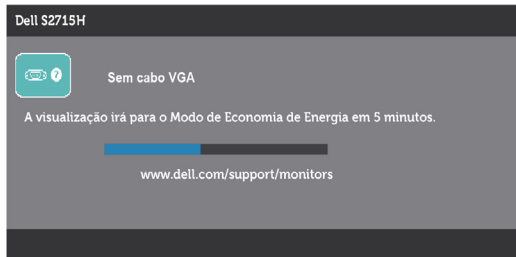 Dell S2715H
Sem cabo VGA
A visualização irá para o Modo de Economia de Energia em 5 minutos.
www.dell.com/support/monitors